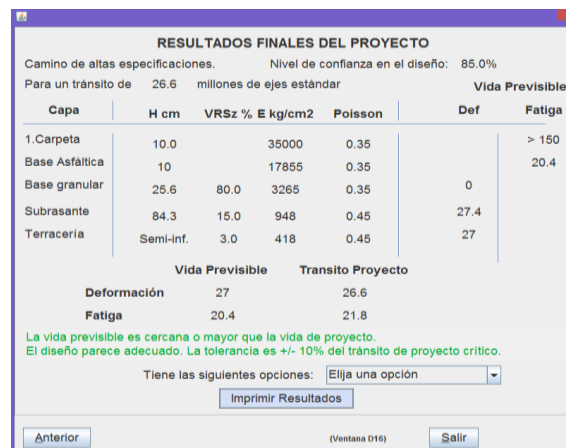 RESULTADOS FINALES DEL PROYECTO
Camino de altas especificaciones. Nivel de confianza en el diseño: 85.0%
Para un tránsito de 26.6 millones de ejes estándar Vida Previsible
Capa H cm VRSz % E kg/cm2 Poisson Def Fatiga
1.Carpeta 10.0 35000 0.35 > 150
Base Asfáltica 10 17855 0.35 20.4
Base granular 25.6 80.0 3265 0.35 0
Subrasante 84.3 15.0 948 0.45 27.4
Terracería Semi-inf. 3.0 418 0.45 27
Vida Previsible Transito Proyecto
Deformación 27 26.6
Fatiga 20.4 21.8
La vida previsible es cercana o mayor que la vida de proyecto.
El diseño parece adecuado. La tolerancia es +/- 10% del tránsito de proyecto crítico.
Tiene las siguientes opciones: Elija una opción
Imprimir Resultados
Anterior (Ventana D16) Salir